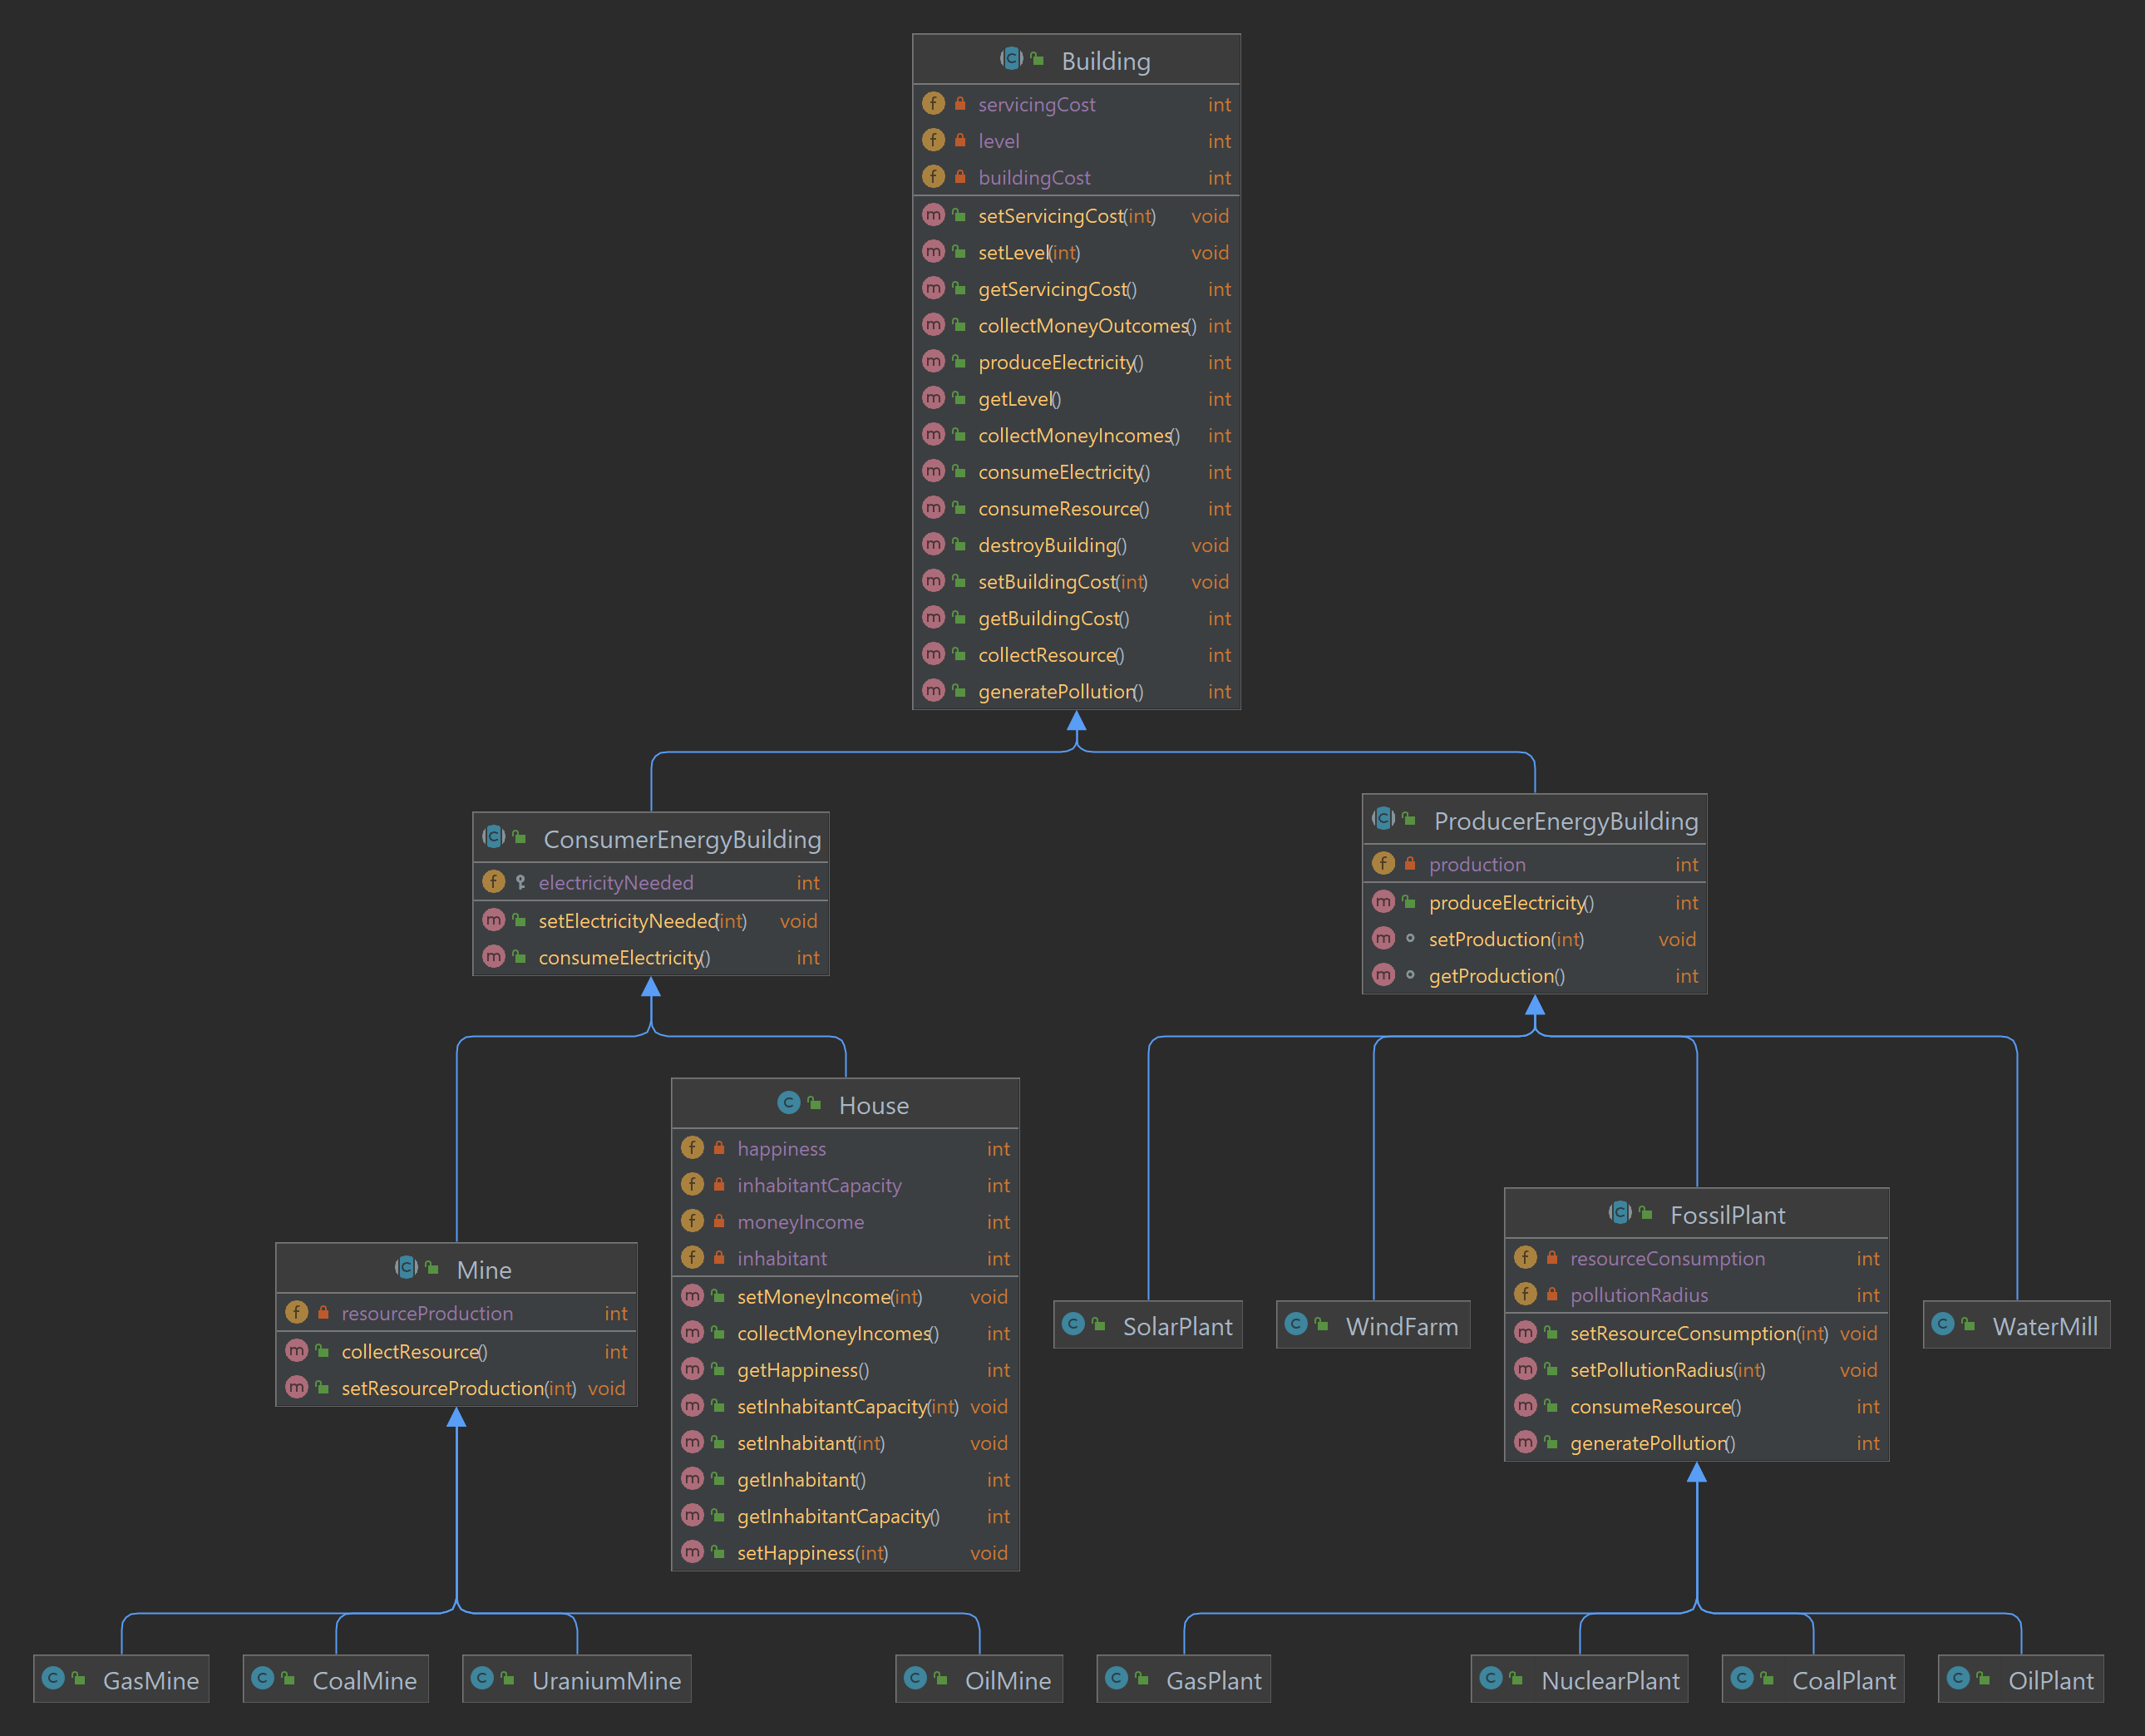 Building
servicingCost int
level int
buildingCost int
setServicingCost(int) void
setLevel(int) void
getServicingCost() int
collectMoneyOutcomes() int
produceElectricity() int
getLevel() int
collectMoneyIncomes() int
consumeElectricity() int
consumeResource() int
destroyBuilding() void
setBuildingCost(int) void
getBuildingCost() int
collectResource() int
generatePollution() int
ConsumerEnergyBuilding
electricityNeeded int
setElectricityNeeded(int) void
consumeElectricity() int
ProducerEnergyBuilding
production int
produceElectricity() int
setProduction(int) void
getProduction() int
Mine
resourceProduction int
collectResource() int
setResourceProduction(int) void
House
happiness int
inhabitantCapacity int
moneyIncome int
inhabitant int
setMoneyIncome(int) void
collectMoneyIncomes() int
getHappiness() int
setInhabitantCapacity(int) void
setInhabitant(int) void
getInhabitant() int
getInhabitantCapacity() int
setHappiness(int) void
SolarPlant
WindFarm
FossilPlant
resourceConsumption int
pollutionRadius int
setResourceConsumption(int) void
setPollutionRadius(int) void
consumeResource() int
generatePollution() int
WaterMill
GasMine
CoalMine
UraniumMine
OilMine
GasPlant
NuclearPlant
CoalPlant
OilPlant